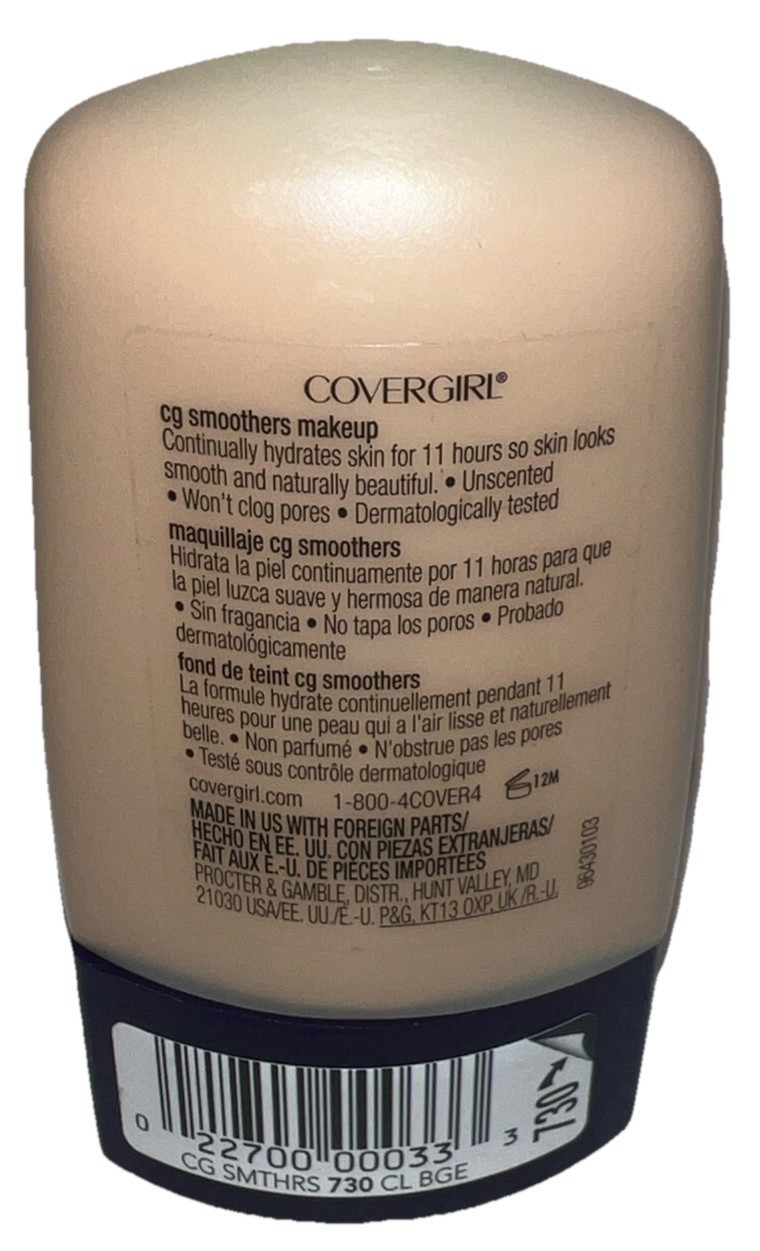 COVERGIRL®
cg smoothers makeup
Continually hydrates skin for 11 hours so skin looks
smooth and naturally beautiful. • Unscented
• Won't clog pores • Dermatologically tested
maquillaje cg smoothers
Hidrata la piel continuamente por 11 horas para que
la piel luzca suave y hermosa de manera natural.
• Sin fragancia • No tapa los poros • Probado
dermatológicamente
fond de teint cg smoothers
La formule hydrate continuellement pendant 11
heures pour une peau qui a l'air lisse et naturellement
belle. • Non parfumé • N'obstrue pas les pores
• Testé sous contrôle dermatologique
covergirl.com 1-800-4COVER4 12M
MADE IN US WITH FOREIGN PARTS/
HECHO EN EE. UU. CON PIEZAS EXTRANJERAS/
FAIT AUX É.-U. DE PIÈCES IMPORTÉES
PROCTER & GAMBLE, DISTR., HUNT VALLEY, MD
21030 USA/EE. UU./É.-U. P&G, KT13 0XP, UK /R.-U.
96430103
0 22700 00033 3
CG SMTHRS 730 CL BGE
730